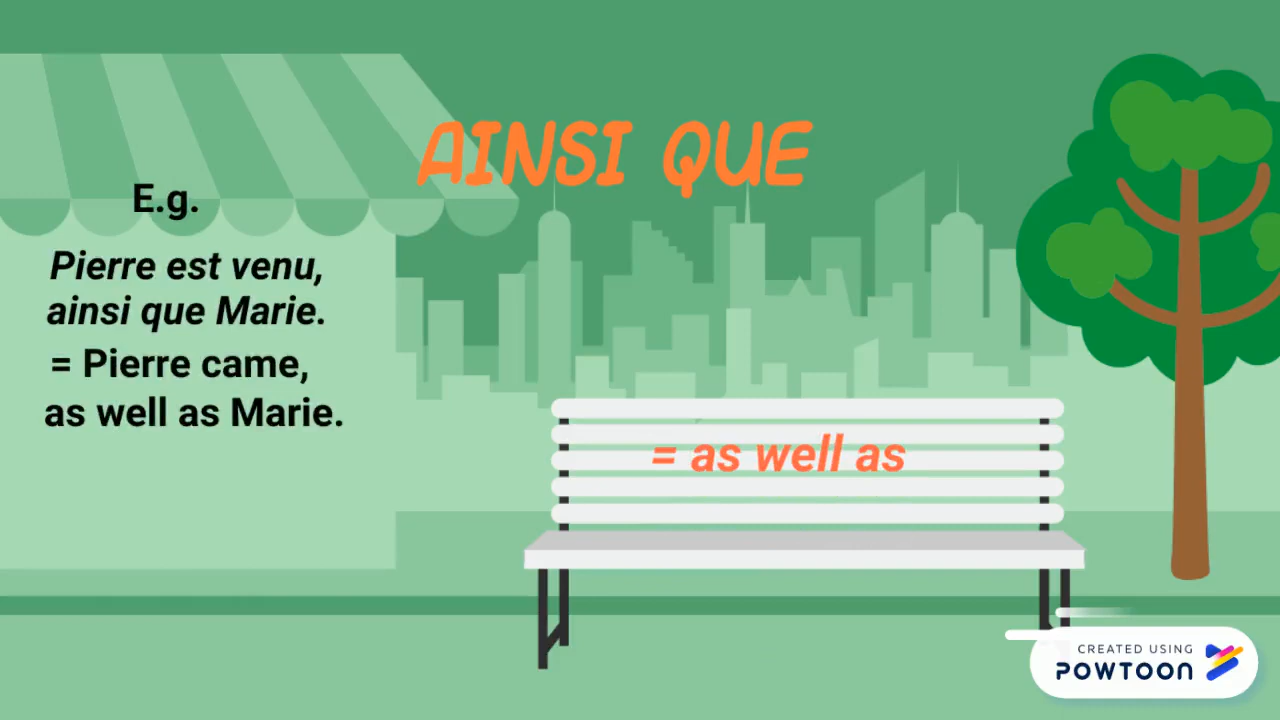 AINSI QUE
E.g.
Pierre est venu,
ainsi que Marie.
= Pierre came,
as well as Marie.
= as well as
CREATED USING
POWTOON